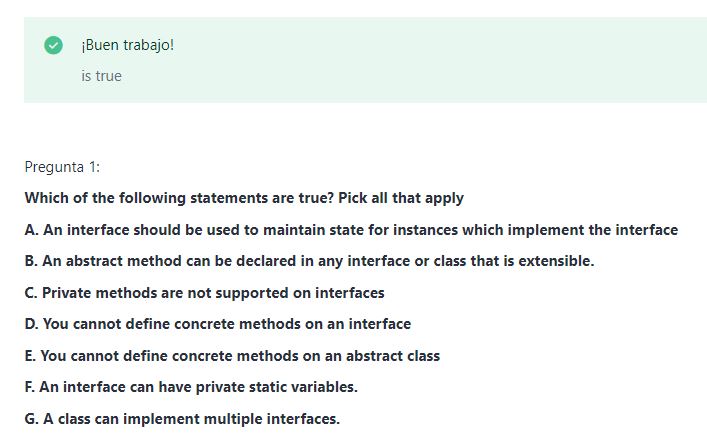 ¡Buen trabajo!
is true
Pregunta 1:
Which of the following statements are true? Pick all that apply
A. An interface should be used to maintain state for instances which implement the interface
B. An abstract method can be declared in any interface or class that is extensible.
C. Private methods are not supported on interfaces
D. You cannot define concrete methods on an interface
E. You cannot define concrete methods on an abstract class
F. An interface can have private static variables.
G. A class can implement multiple interfaces.